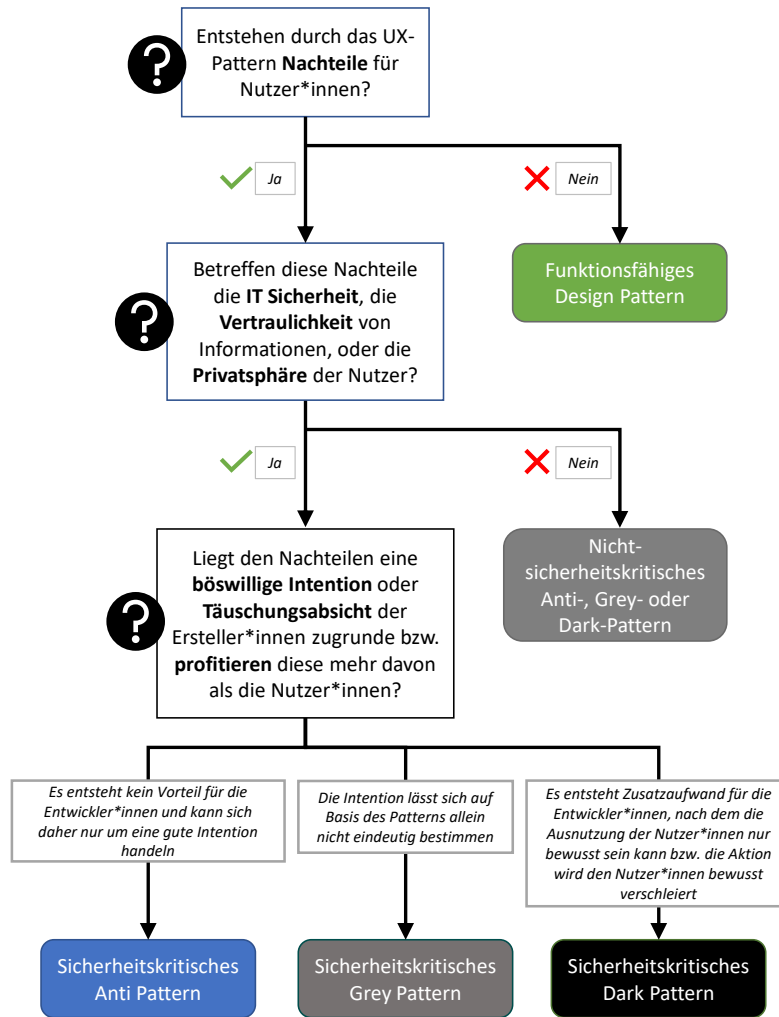 Entstehen durch das UX-
Pattern Nachteile für
Nutzer*innen?
?
Ja
Nein
Betreffen diese Nachteile
die IT Sicherheit, die
Vertraulichkeit von
Informationen, oder die
Privatsphäre der Nutzer?
?
Funktionsfähiges
Design Pattern
Ja
Nein
Liegt den Nachteilen eine
böswillige Intention oder
Täuschungsabsicht der
Ersteller*innen zugrunde bzw.
profitieren diese mehr davon
als die Nutzer*innen?
?
Nicht-
sicherheitskritisches
Anti-, Grey- oder
Dark-Pattern
Es entsteht kein Vorteil für die
Entwickler*innen und kann sich
daher nur um eine gute Intention
handeln
Die Intention lässt sich auf
Basis des Patterns allein
nicht eindeutig bestimmen
Es entsteht Zusatzaufwand für die
Entwickler*innen, nach dem die
Ausnutzung der Nutzer*innen nur
bewusst sein kann bzw. die Aktion
wird den Nutzer*innen bewusst
verschleiert
Sicherheitskritisches
Anti Pattern
Sicherheitskritisches
Grey Pattern
Sicherheitskritisches
Dark Pattern